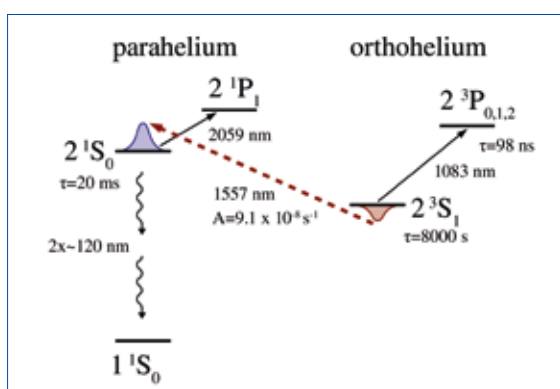 parahelium
orthohelium
2 ¹P₁
2 ³P₀,₁,₂
2059 nm
τ=98 ns
2 ¹S₀
1083 nm
τ=20 ms
1557 nm
A=9.1 x 10⁻⁸ s⁻¹
2 ³S₁
τ=8000 s
2x~120 nm
1 ¹S₀